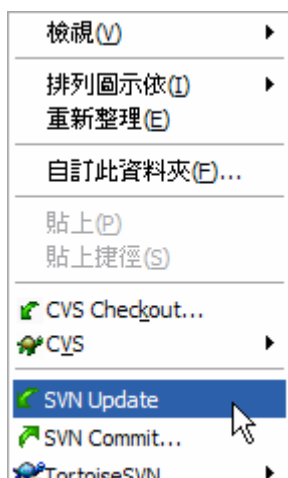 檢視(V)
排列圖示依(I)
重新整理(E)
自訂此資料夾(F)...
貼上(P)
貼上捷徑(S)
CVS Checkout...
CVS
SVN Update
SVN Commit...
TortoiseSVN